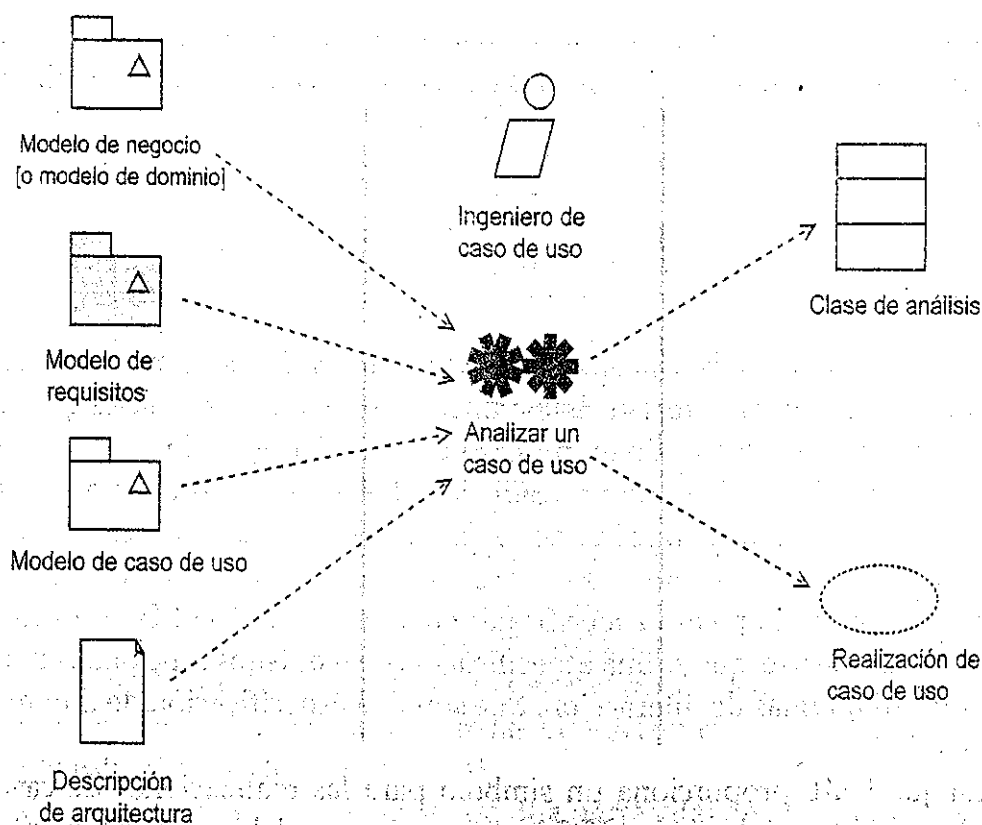 Modelo de negocio
[o modelo de dominio]
Ingeniero de
caso de uso
Clase de análisis
Modelo de
requisitos
Analizar un
caso de uso
Modelo de caso de uso
Realización de
caso de uso
Descripción
de arquitectura